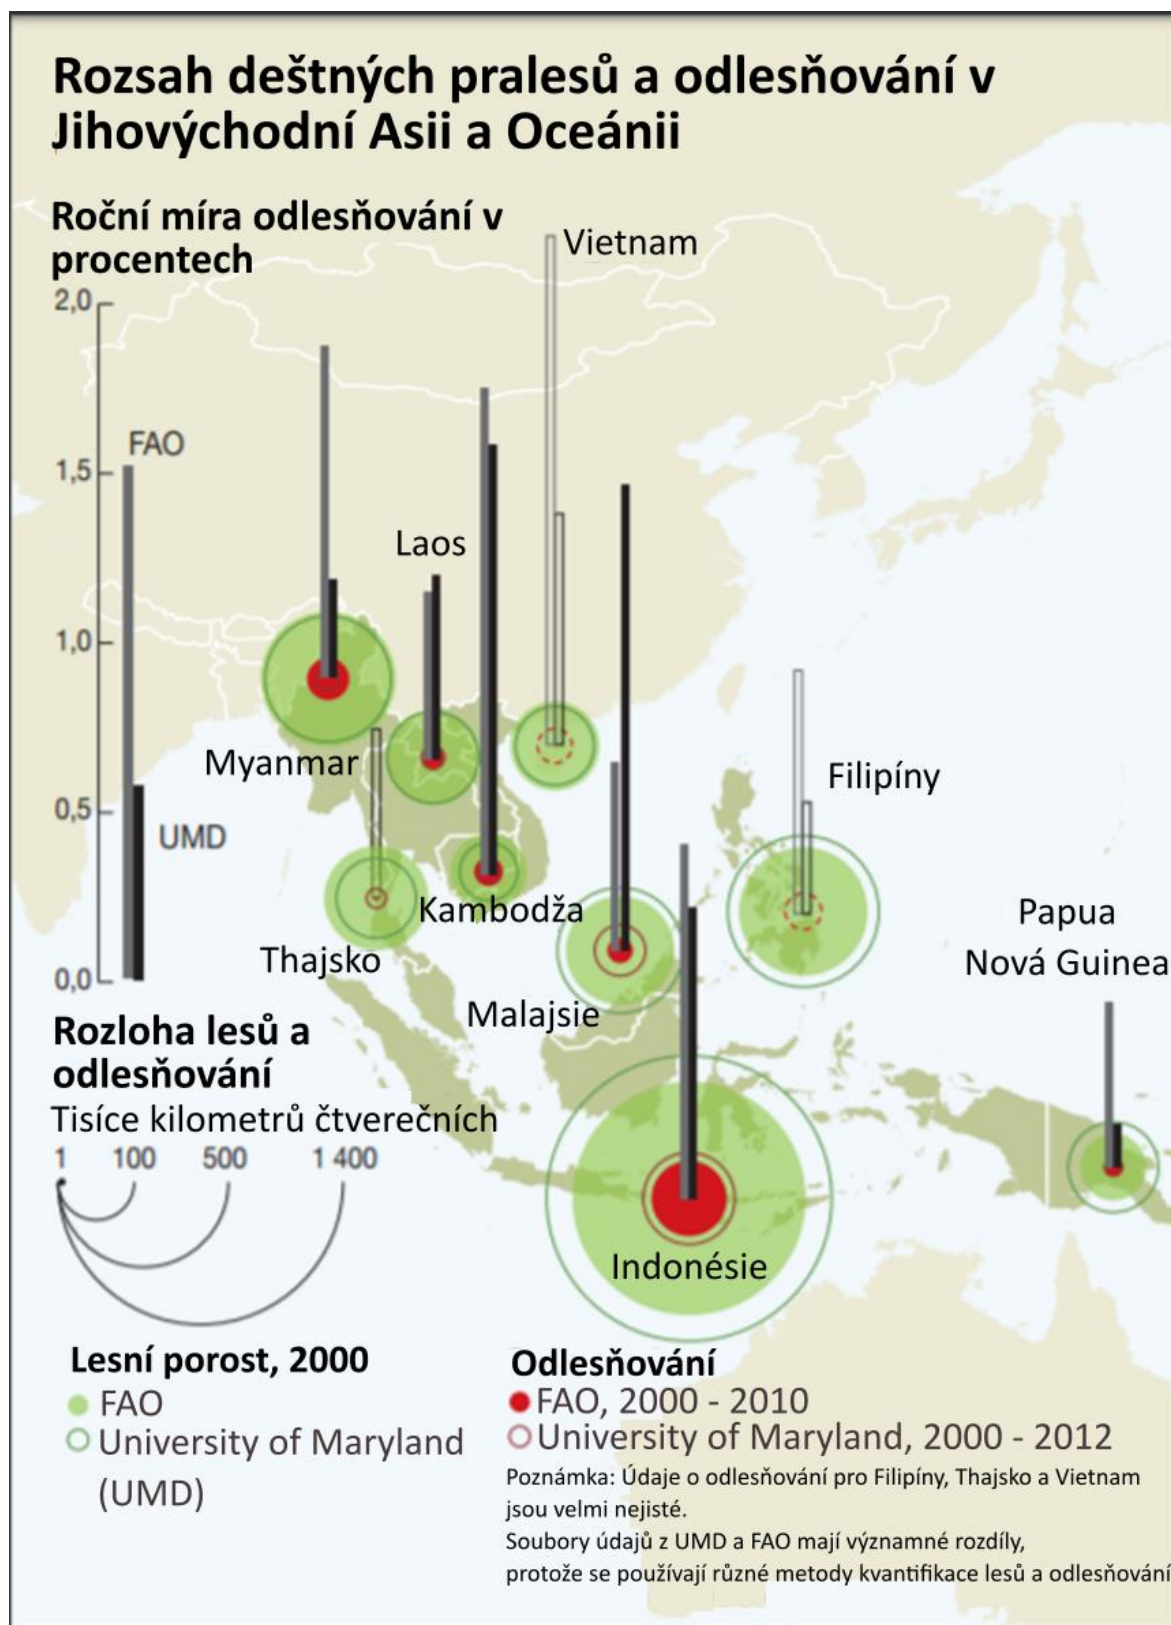 Rozsah deštných pralesů a odlesňování v
Jihovýchodní Asii a Oceánii
Roční míra odlesňování v
procentech
2,0
1,5
1,0
0,5
0,0
FAO
UMD
Vietnam
Laos
Myanmar
Filipíny
Kambodža
Thajsko
Papua
Nová Guinea
Malajsie
Indonésie
Rozloha lesů a
odlesňování
Tisíce kilometrů čtverečních
1 100 500 1 400
Lesní porost, 2000
FAO
University of Maryland
(UMD)
Odlesňování
FAO, 2000 - 2010
University of Maryland, 2000 - 2012
Poznámka: Údaje o odlesňování pro Filipíny, Thajsko a Vietnam
jsou velmi nejisté.
Soubory údajů z UMD a FAO mají významné rozdíly,
protože se používají různé metody kvantifikace lesů a odlesňování